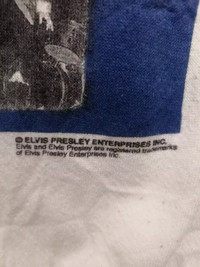 © ELVIS PRESLEY ENTERPRISES INC.
Elvis and Elvis Presley are registered trademarks
of Elvis Presley Enterprises Inc.